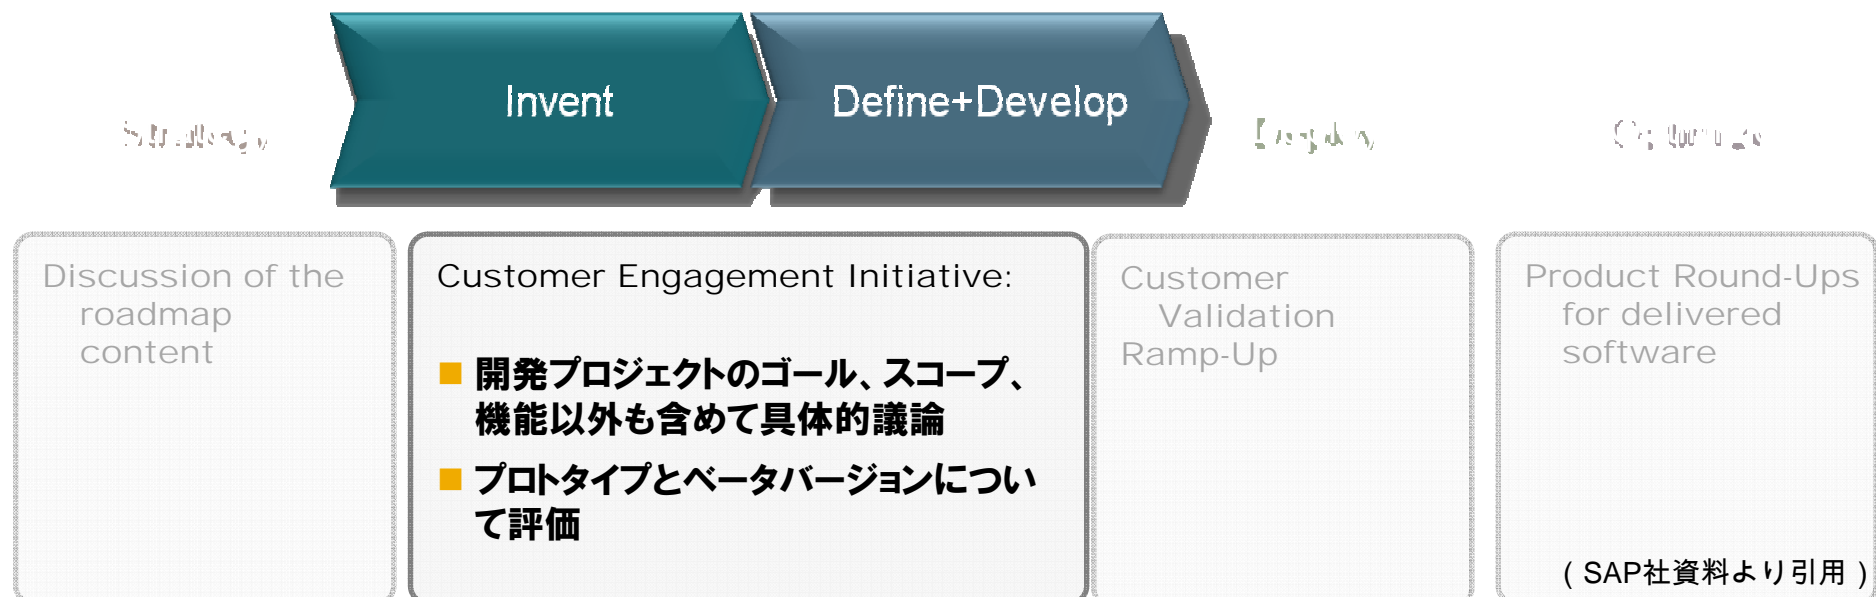 Strategy
Invent
Define+Develop
Deploy
Optimize
Discussion of the
roadmap
content
Customer Engagement Initiative:
■ 開発プロジェクトのゴール、スコープ、
機能以外も含めて具体的議論
■ プロトタイプとベータバージョンについ
て評価
Customer
Validation
Ramp-Up
Product Round-Ups
for delivered
software
( SAP社資料より引用 )